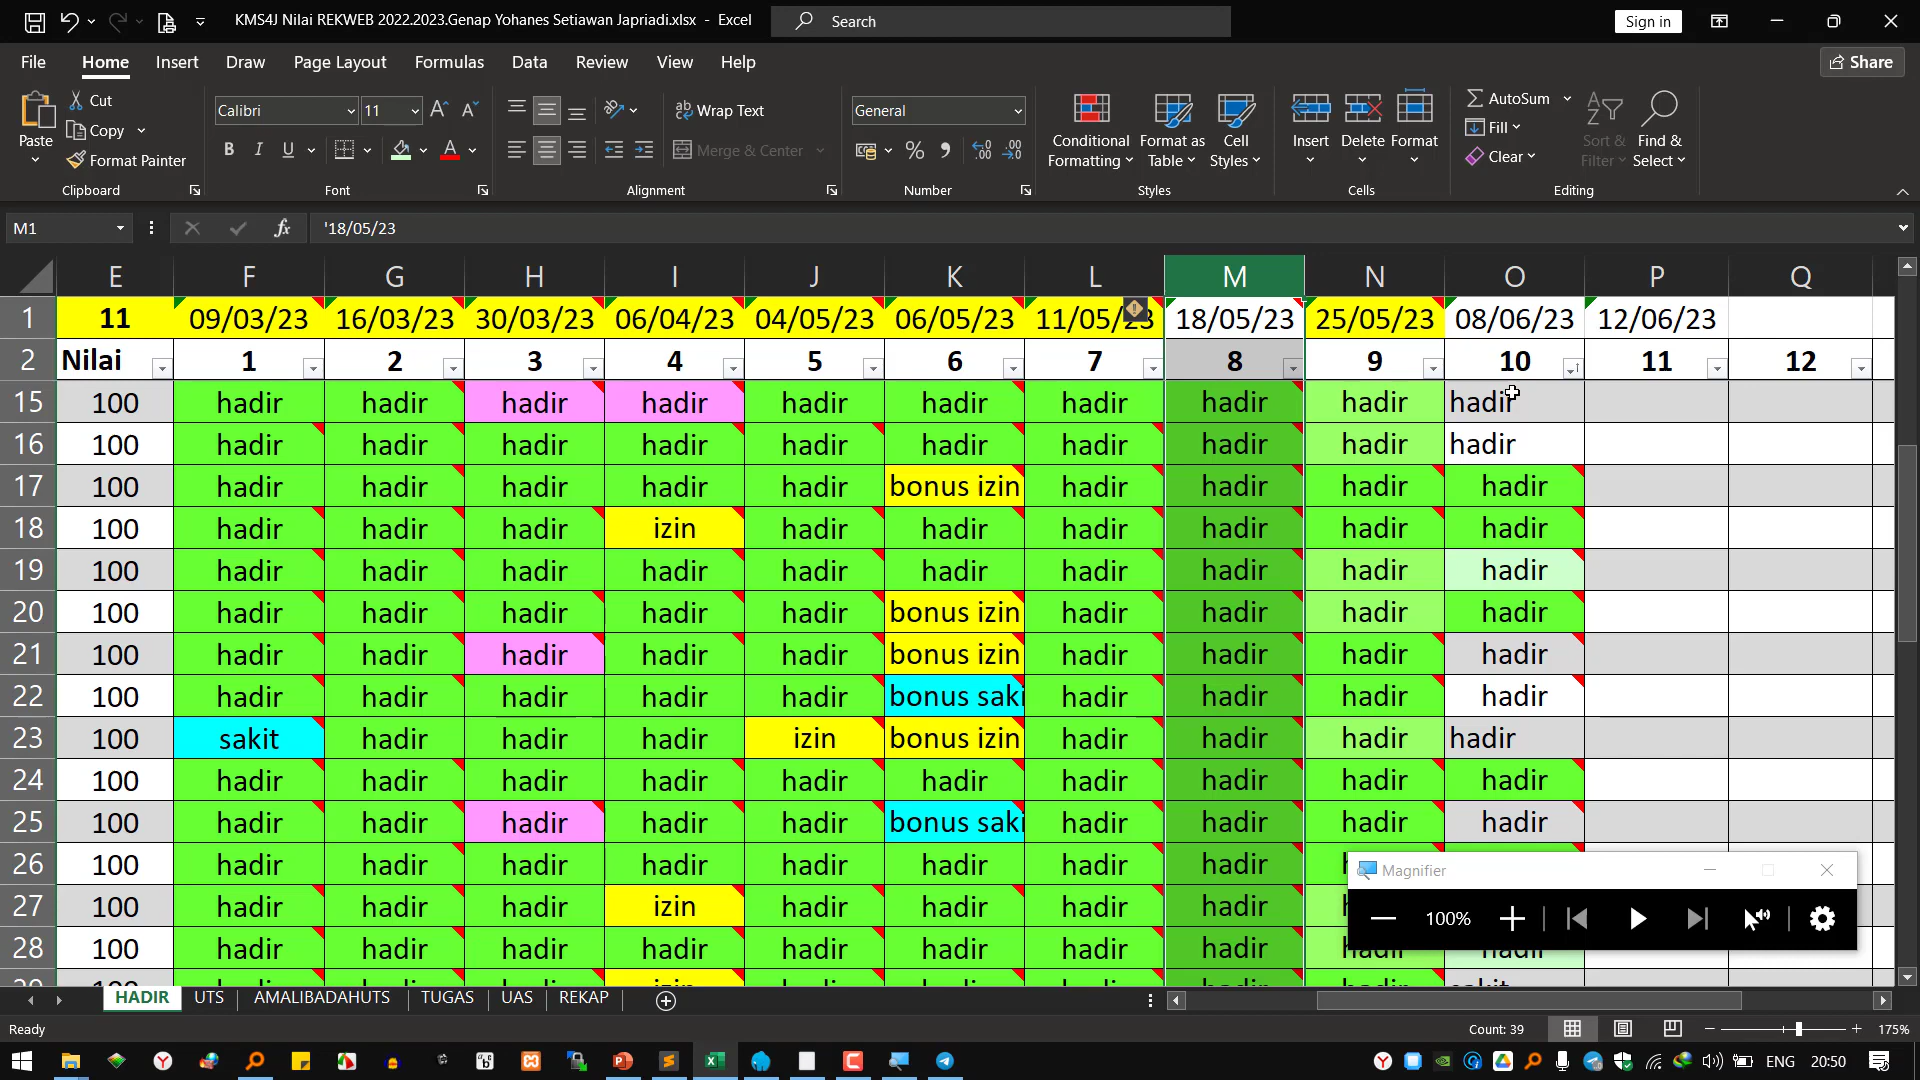 KMS4J Nilai REKWEB 2022.2023.Genap Yohanes Setiawan Japriadi.xlsx - Excel
Search
Sign in
File Home Insert Draw Page Layout Formulas Data Review View Help
Share
Paste
Cut
Copy
Format Painter
Clipboard
Calibri 11
B I U
Font
Wrap Text
Merge & Center
Alignment
General
Number
Conditional Formatting
Format as Table
Cell Styles
Styles
Insert Delete Format
Cells
AutoSum
Fill
Clear
Sort & Filter
Find & Select
Editing
M1 fx '18/05/23
E F G H I J K L M N O P Q
1 11 09/03/23 16/03/23 30/03/23 06/04/23 04/05/23 06/05/23 11/05/23 18/05/23 25/05/23 08/06/23 12/06/23
2 Nilai 1 2 3 4 5 6 7 8 9 10 11 12
15 100 hadir hadir hadir hadir hadir hadir hadir hadir hadir hadir
16 100 hadir hadir hadir hadir hadir hadir hadir hadir hadir hadir
17 100 hadir hadir hadir hadir hadir bonus izin hadir hadir hadir hadir
18 100 hadir hadir hadir izin hadir hadir hadir hadir hadir hadir
19 100 hadir hadir hadir hadir hadir hadir hadir hadir hadir hadir
20 100 hadir hadir hadir hadir hadir bonus izin hadir hadir hadir hadir
21 100 hadir hadir hadir hadir hadir bonus izin hadir hadir hadir hadir
22 100 hadir hadir hadir hadir hadir bonus saki hadir hadir hadir hadir
23 100 sakit hadir hadir hadir izin bonus izin hadir hadir hadir hadir
24 100 hadir hadir hadir hadir hadir hadir hadir hadir hadir hadir
25 100 hadir hadir hadir hadir hadir bonus saki hadir hadir hadir hadir
26 100 hadir hadir hadir hadir hadir hadir hadir hadir
27 100 hadir hadir hadir izin hadir hadir hadir hadir
28 100 hadir hadir hadir hadir hadir hadir hadir hadir hadir hadir
Magnifier
100%
HADIR UTS AMALIBADAHUTS TUGAS UAS REKAP
Ready
Count: 39
175%
ENG 20:50